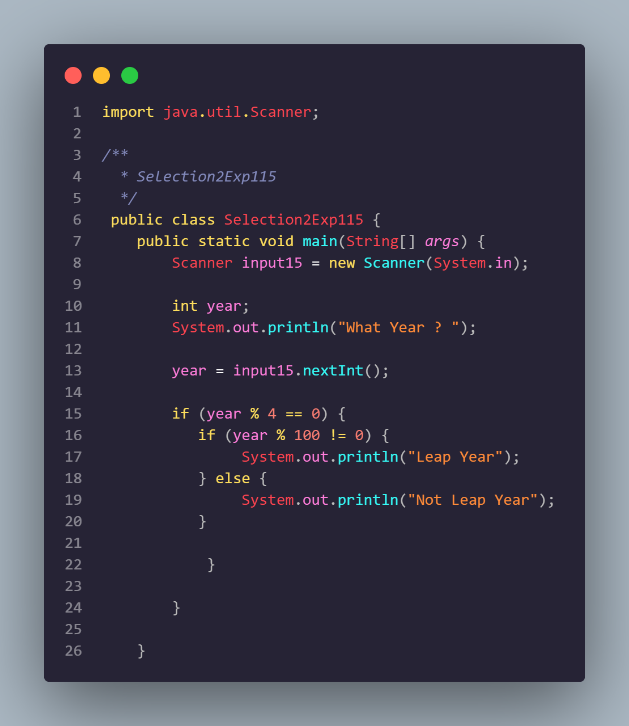 1 import java.util.Scanner;
2
3 /**
4   * Selection2Exp115
5   */
6  public class Selection2Exp115 {
7     public static void main(String[] args) {
8         Scanner input15 = new Scanner(System.in);
9
10         int year;
11         System.out.println("What Year ? ");
12
13         year = input15.nextInt();
14
15         if (year % 4 == 0) {
16            if (year % 100 != 0) {
17                 System.out.println("Leap Year");
18            } else {
19                 System.out.println("Not Leap Year");
20            }
21
22             }
23
24         }
25
26     }